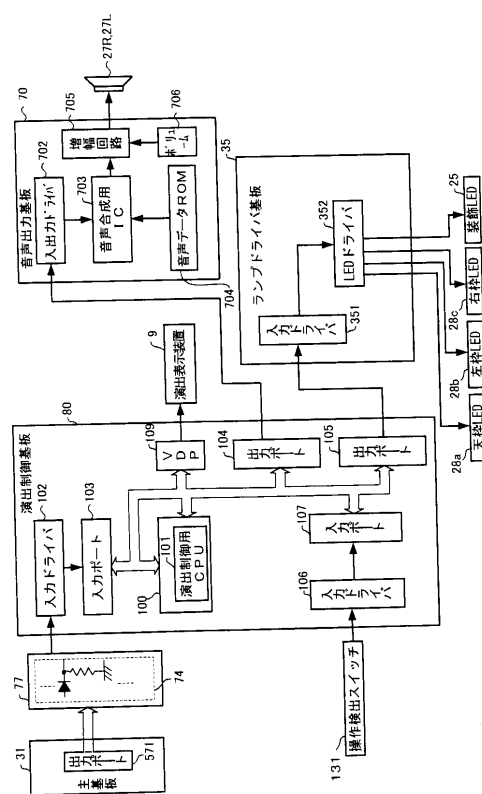 31
主基板
出力ポート
571
77
74
演出制御基板
80
102
入力ドライバ
103
入力ポート
100
101
演出制御用
CPU
109
VDP
9
演出表示装置
104
出力ポート
105
出力ポート
107
入力ポート
106
入力ドライバ
131
操作検出スイッチ
音声出力基板
70
702
入出力ドライバ
703
音声合成用
IC
704
音声データROM
705
増幅
回路
706
ボリュ
ーム
27R,27L
35
ランプドライバ基板
351
入力ドライバ
352
LEDドライバ
28a
天枠LED
28b
左枠LED
28c
右枠LED
25
装飾LED